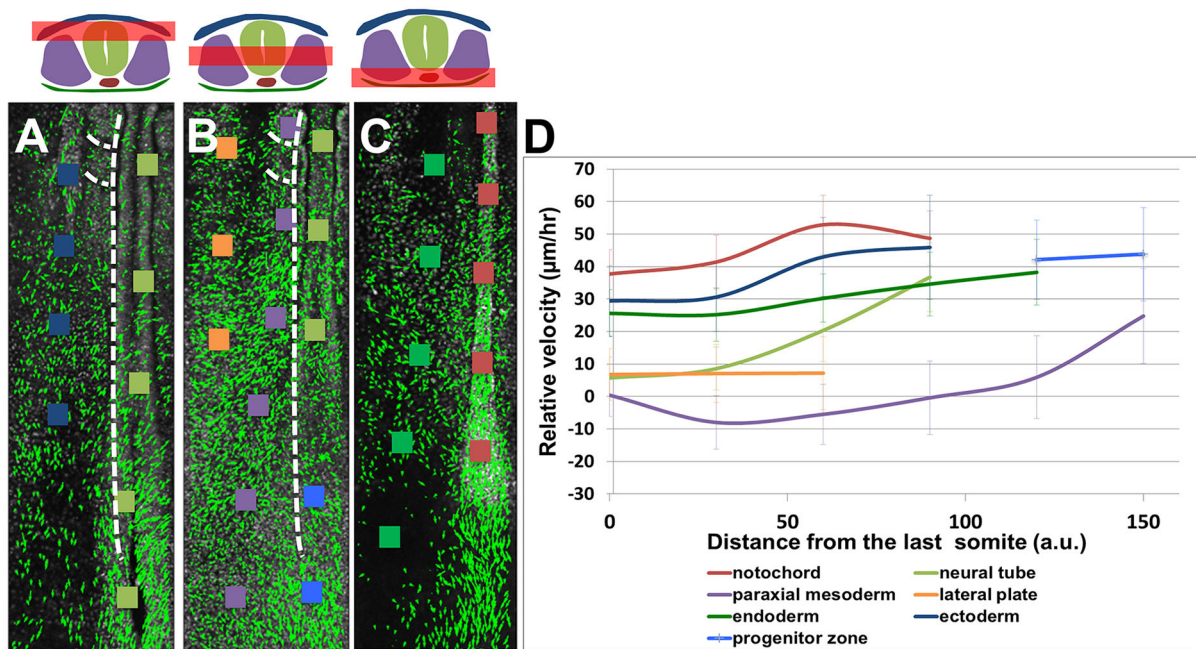 A
B
C
D
70
60
50
40
30
20
10
0
-10
-20
-30
Relative velocity (µm/hr)
0 50 100 150
Distance from the last somite (a.u.)
notochord neural tube
paraxial mesoderm lateral plate
endoderm ectoderm
progenitor zone